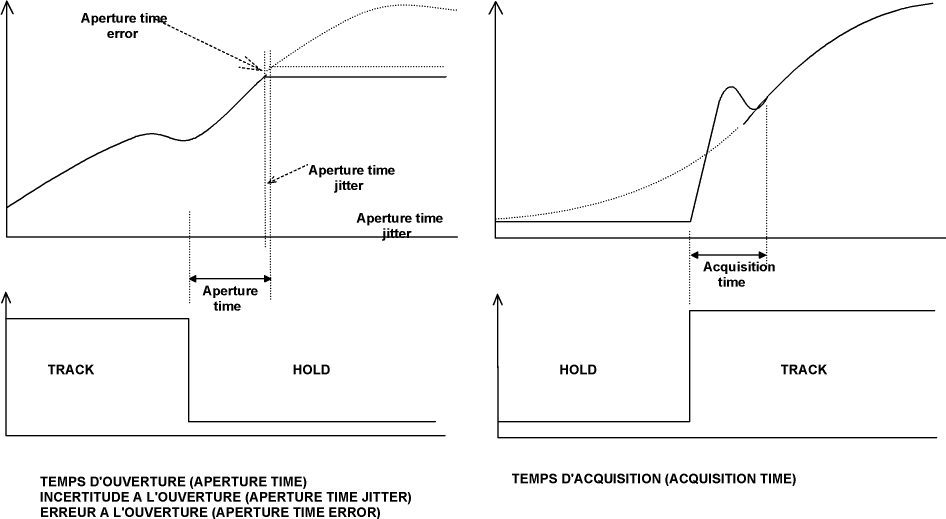 Aperture time
error
Aperture time
jitter
Aperture time
jitter
Aperture
time
TRACK
HOLD
Acquisition
time
HOLD
TRACK
TEMPS D'OUVERTURE (APERTURE TIME)
INCERTITUDE A L'OUVERTURE (APERTURE TIME JITTER)
ERREUR A L'OUVERTURE (APERTURE TIME ERROR)
TEMPS D'ACQUISITION (ACQUISITION TIME)